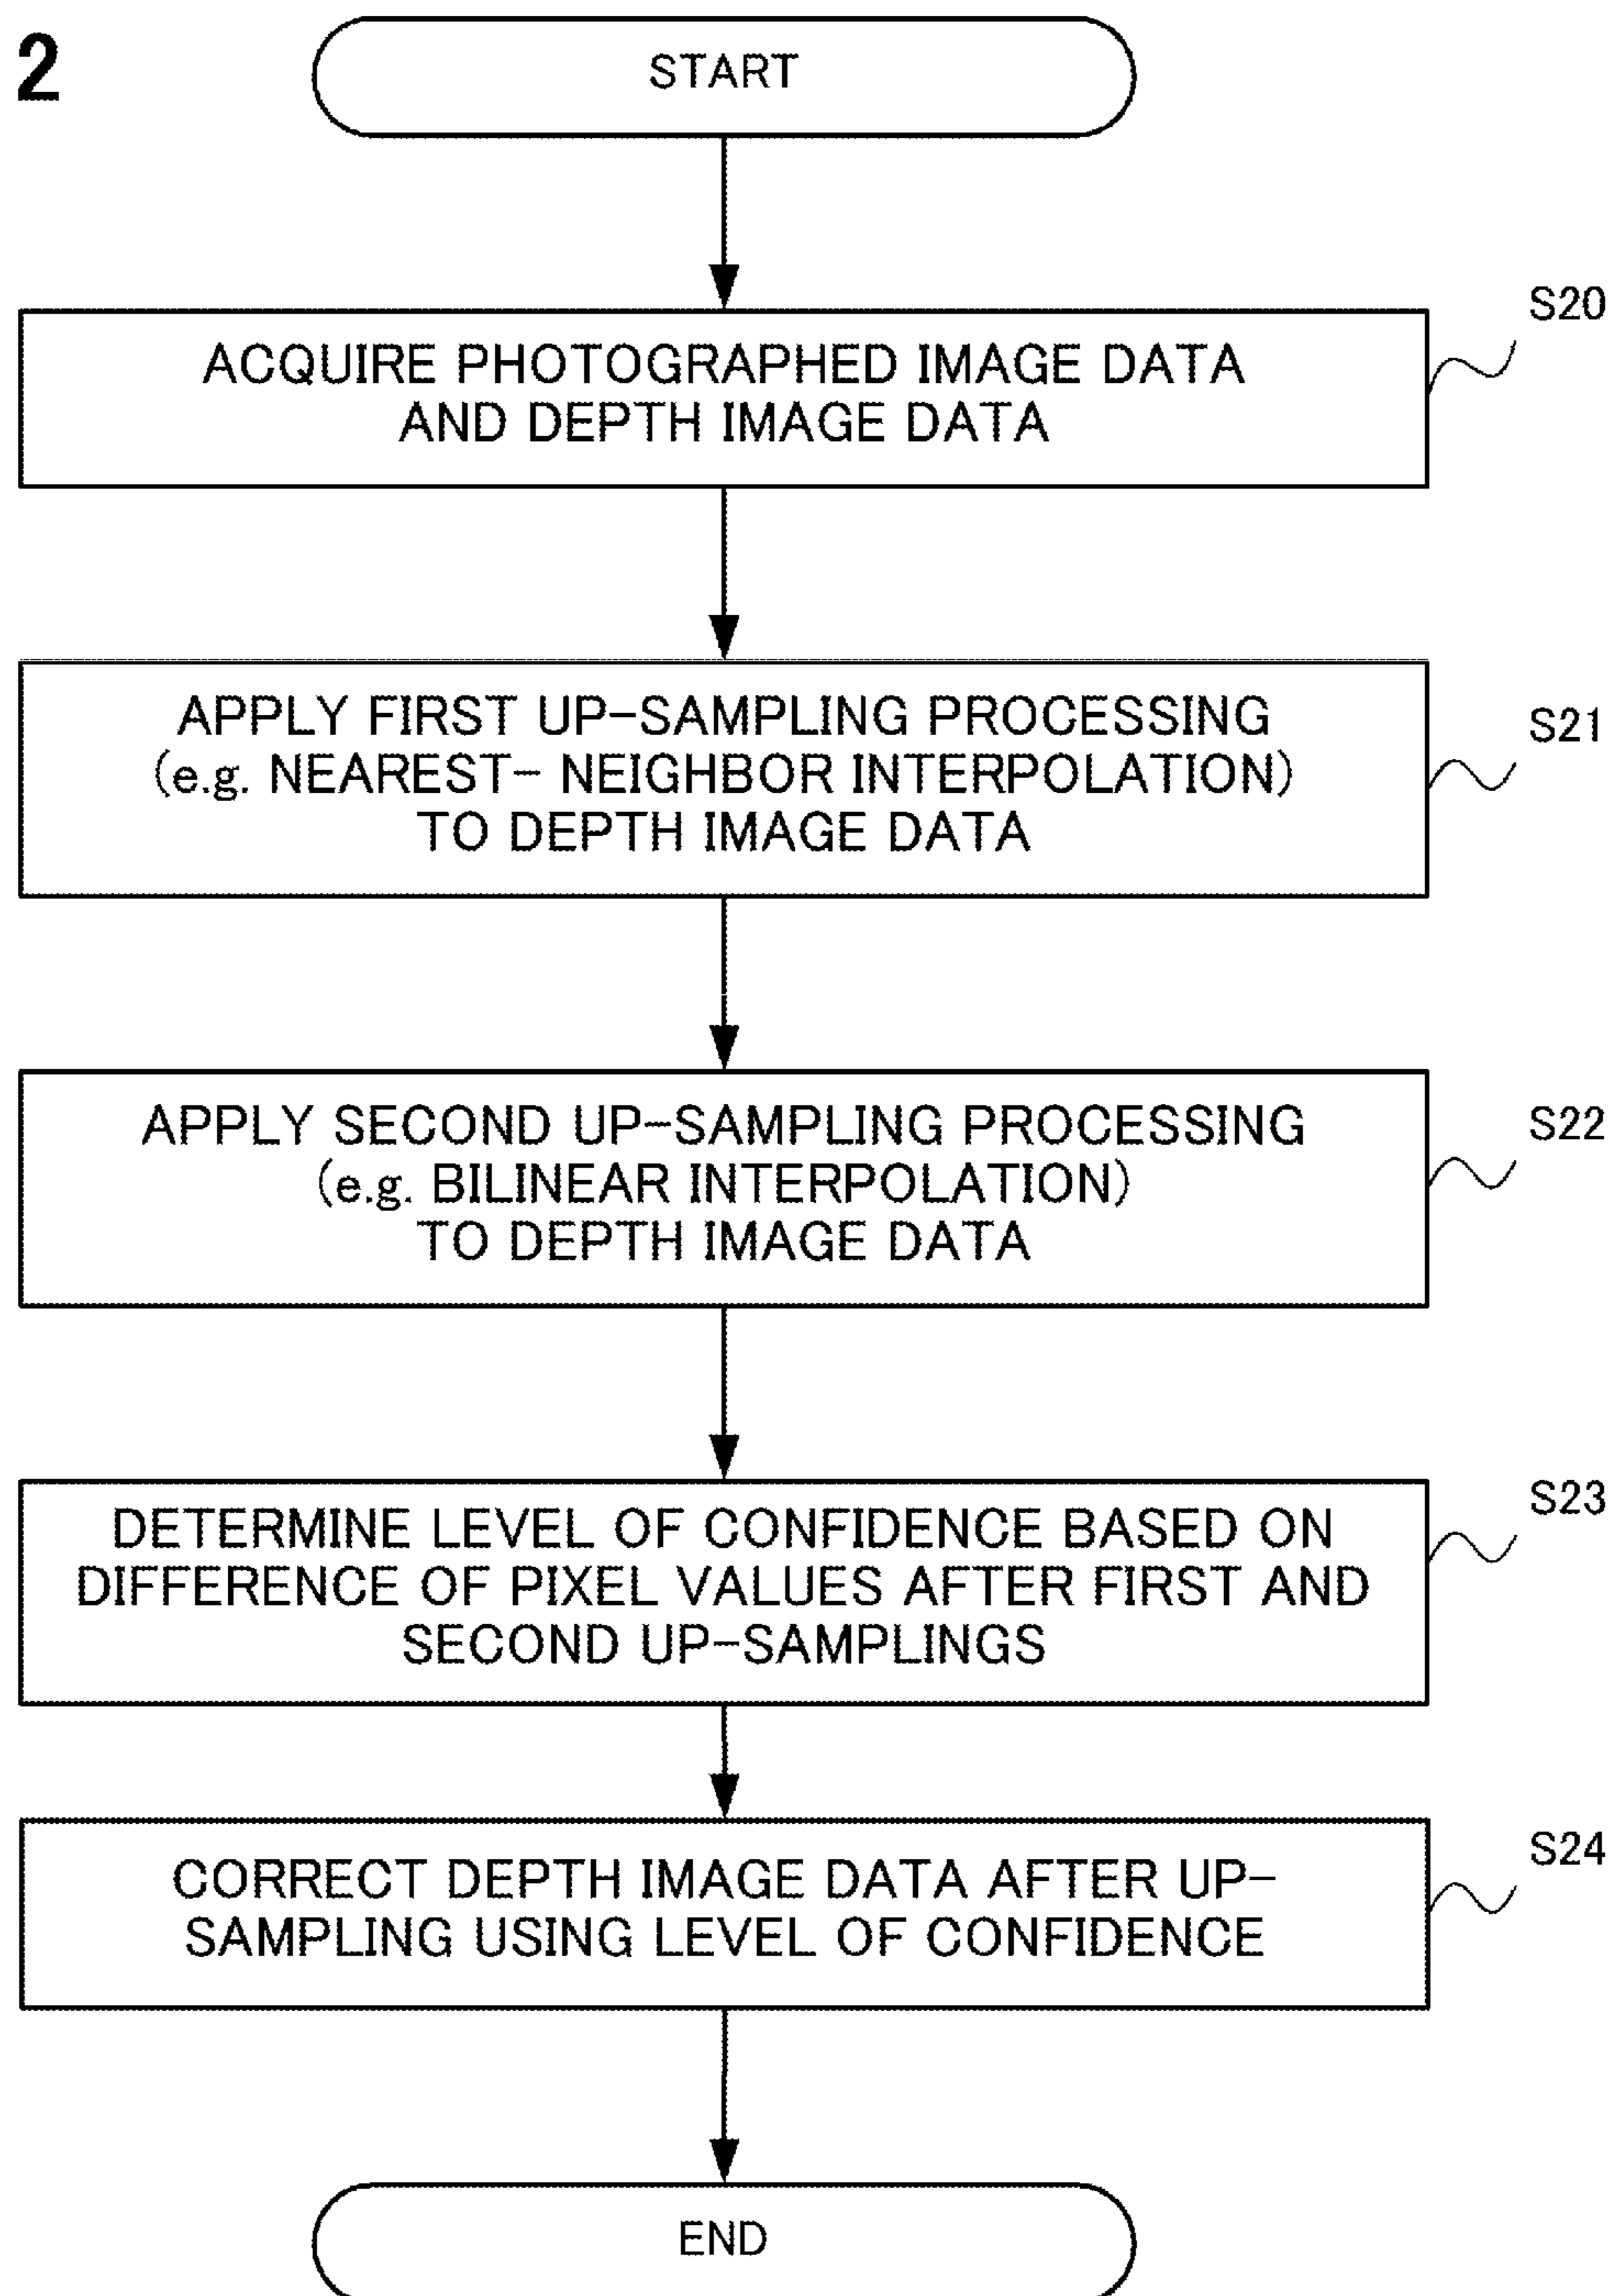 2
START
S20
ACQUIRE PHOTOGRAPHED IMAGE DATA
AND DEPTH IMAGE DATA
S21
APPLY FIRST UP-SAMPLING PROCESSING
(e.g. NEAREST- NEIGHBOR INTERPOLATION)
TO DEPTH IMAGE DATA
S22
APPLY SECOND UP-SAMPLING PROCESSING
(e.g. BILINEAR INTERPOLATION)
TO DEPTH IMAGE DATA
S23
DETERMINE LEVEL OF CONFIDENCE BASED ON
DIFFERENCE OF PIXEL VALUES AFTER FIRST AND
SECOND UP-SAMPLINGS
S24
CORRECT DEPTH IMAGE DATA AFTER UP-
SAMPLING USING LEVEL OF CONFIDENCE
END